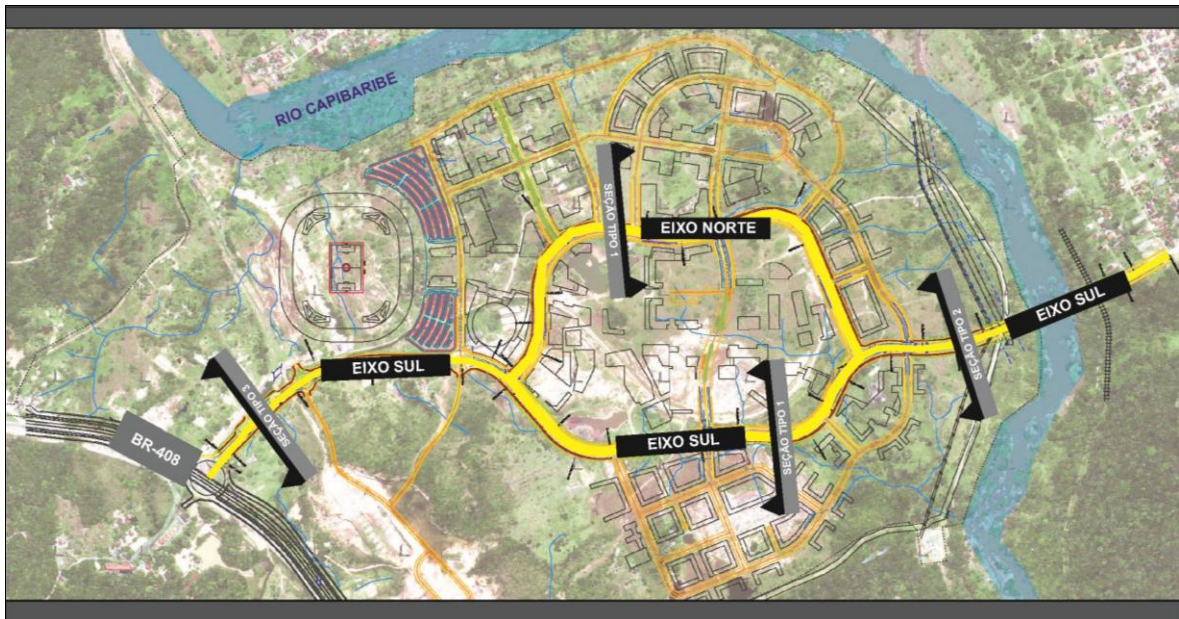 RIO CAPIBARIBE
SEÇÃO TIPO 1
EIXO NORTE
EIXO SUL
SEÇÃO TIPO 2
EIXO SUL
SEÇÃO TIPO 3
BR-408
EIXO SUL
SEÇÃO TIPO 1